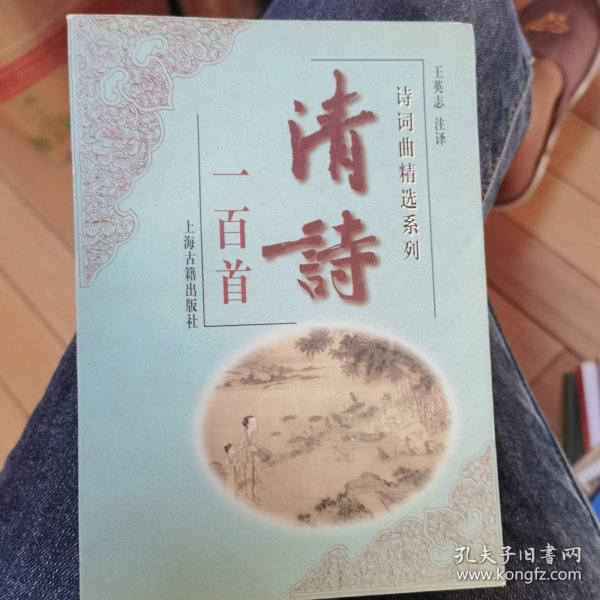 王英志 注译
诗词曲精选系列
清詩
一百首
上海古籍出版社
孔夫子旧书网
www.kongfz.com